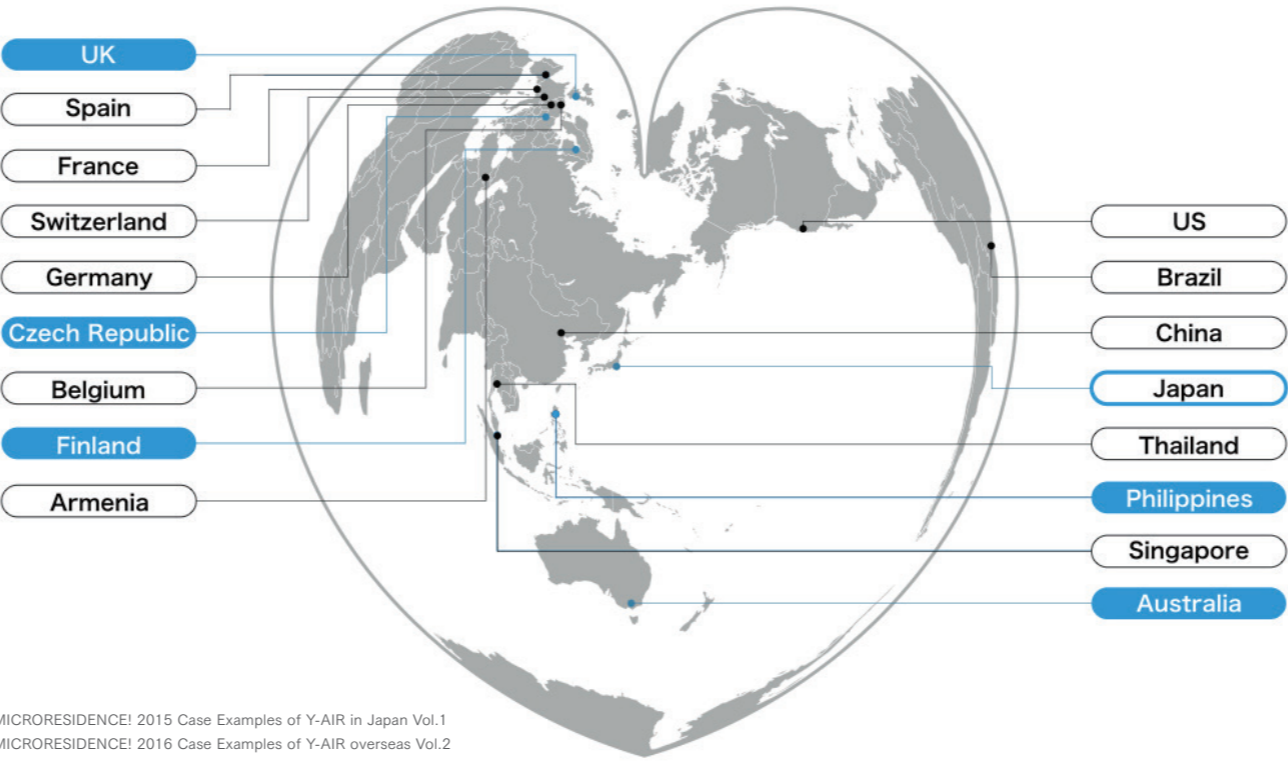 UK
Spain
France
Switzerland
Germany
Czech Republic
Belgium
Finland
Armenia
US
Brazil
China
Japan
Thailand
Philippines
Singapore
Australia
MICRORESIDENCE! 2015 Case Examples of Y-AIR in Japan Vol.1
MICRORESIDENCE! 2016 Case Examples of Y-AIR overseas Vol.2